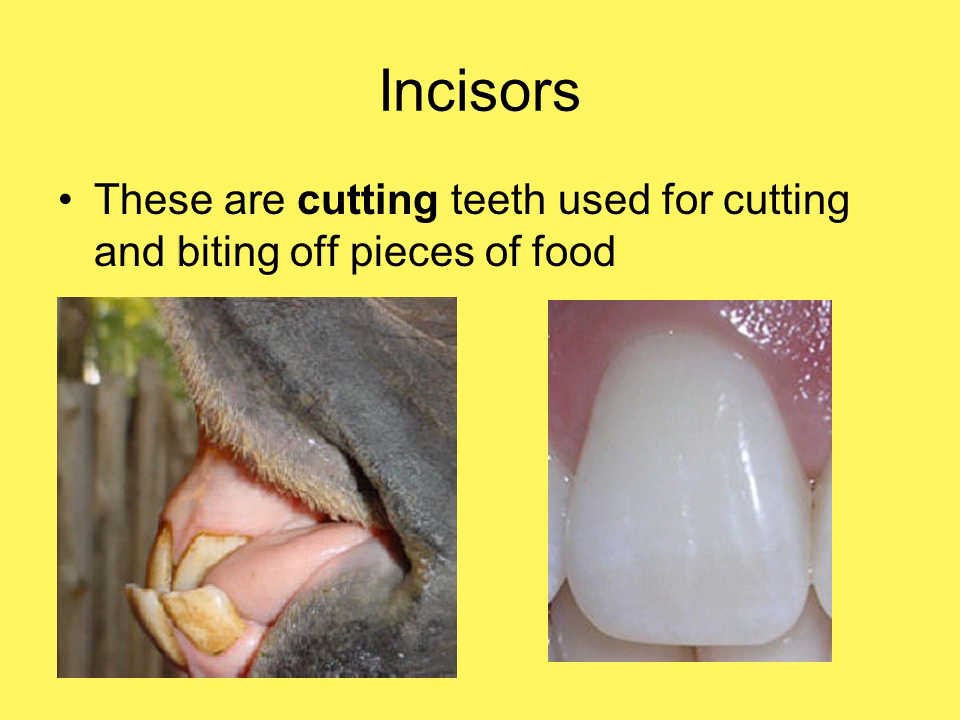 Incisors
• These are cutting teeth used for cutting
and biting off pieces of food